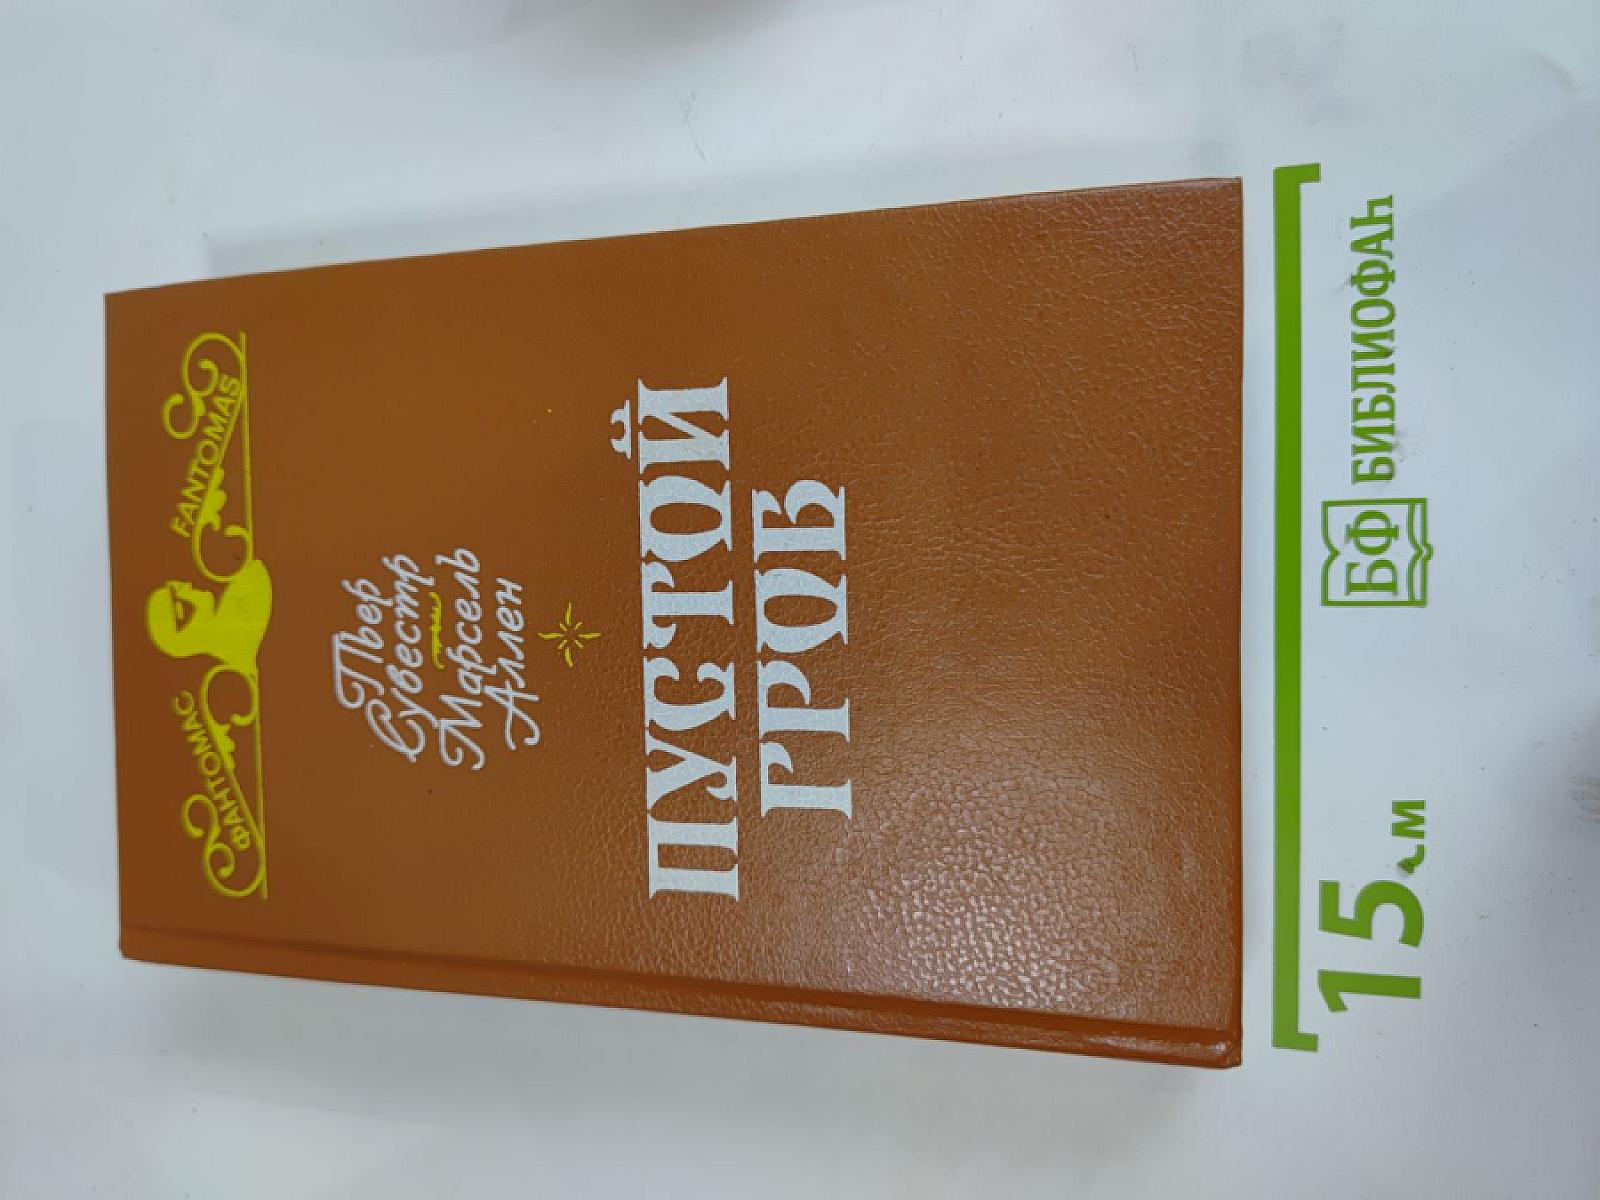 ФАНТОМАС FANTOMAS
Пьер
Сувестр
Марсель
Аллен
ПУСТОЙ
ГРОБ
15 см БФ БИБЛИОФАН